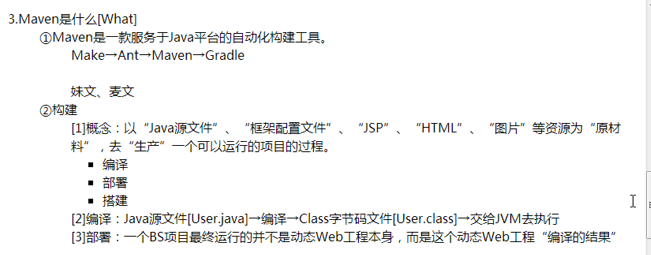 3.Maven是什么[What]
①Maven是一款服务于Java平台的自动化构建工具。
Make→Ant→Maven→Gradle
妹文、麦文
②构建
[1]概念：以“Java源文件”、“框架配置文件”、“JSP”、“HTML”、“图片”等资源为“原材
料”，去“生产”一个可以运行的项目的过程。
▪ 编译
▪ 部署
▪ 搭建
[2]编译：Java源文件[User.java]→编译→Class字节码文件[User.class]→交给JVM去执行
[3]部署：一个BS项目最终运行的并不是动态Web工程本身，而是这个动态Web工程“编译的结果”